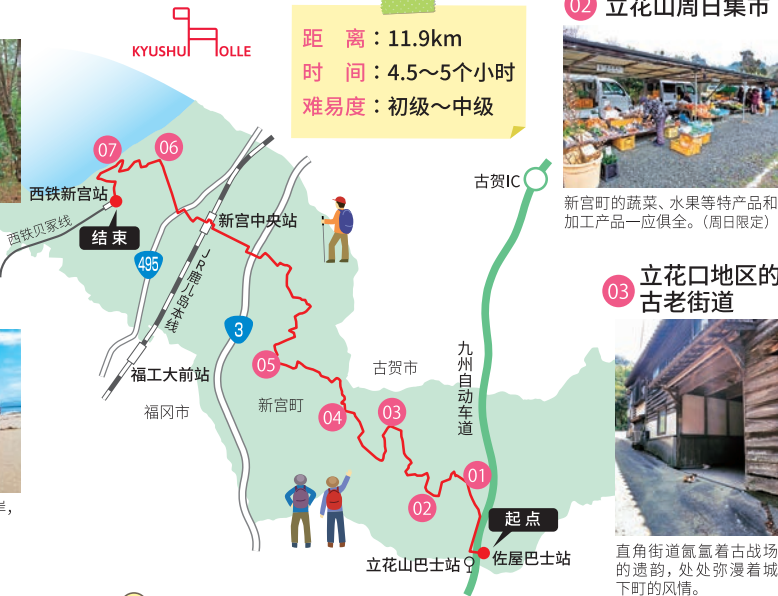 KYUSHU OLLE
距 离：11.9km
时 间：4.5～5个小时
难易度：初级～中级
02 立花山周日集市
新宫町的蔬菜、水果等特产品和
加工产品一应俱全。（周日限定）
03 立花口地区的
古老街道
直角街道氤氲着古战场
的遗韵，处处弥漫着城
下町的风情。
07
06
西铁新宫站
结束
西铁贝冢线
新宫中央站
495
JR鹿儿岛本线
3
福工大前站
福冈市
05
新宫町
古贺市
04
03
02
01
古贺IC
九州自动车道
起点
立花山巴士站
佐屋巴士站
岸，